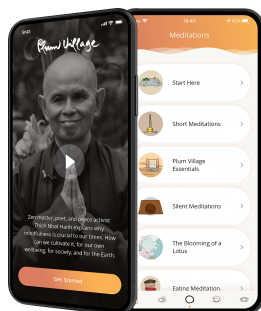 9:41
Plum Village
Zen master, poet, and peace activist
Thich Nhat Hanh explains why
mindfulness is crucial to our times. How
can we cultivate it, for our own
wellbeing, for society, and for the Earth.
Get Started
Meditations
Start Here
Short Meditations
Plum Village
Essentials
Silent Meditations
The Blooming of a
Lotus
Eating Meditations